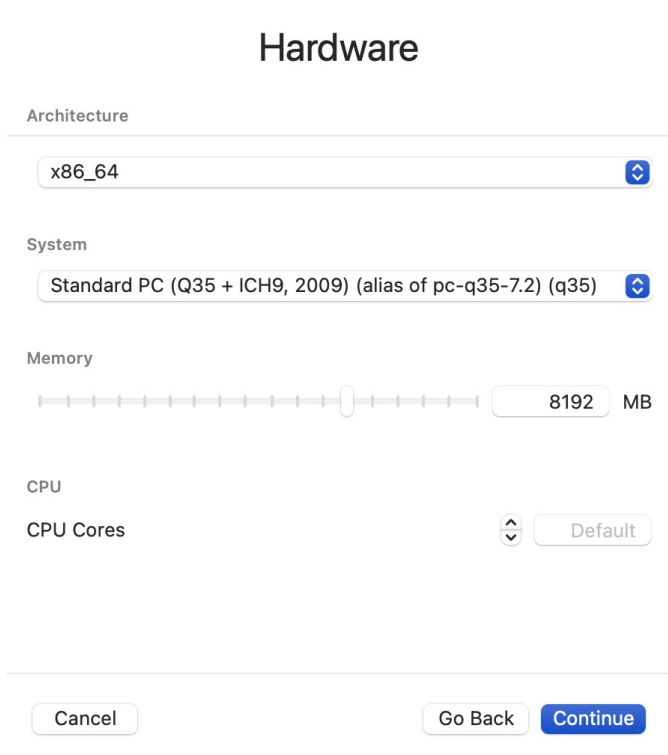 Hardware
Architecture
x86_64
System
Standard PC (Q35 + ICH9, 2009) (alias of pc-q35-7.2) (q35)
Memory
8192 MB
CPU
CPU Cores Default
Cancel Go Back Continue